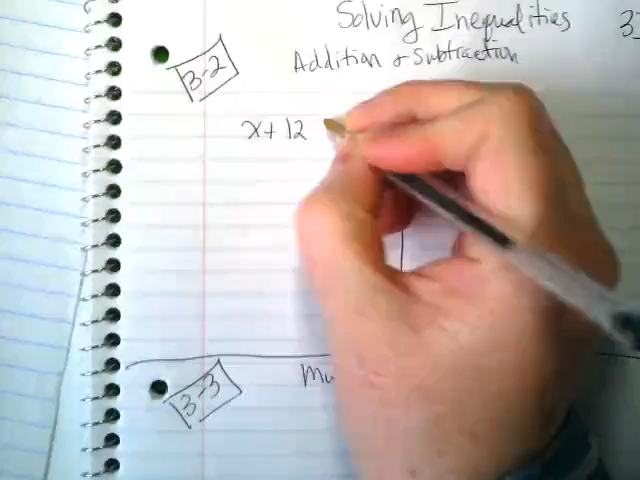 Solving Inequalities
Addition & Subtraction
3-2
x + 12
3-3